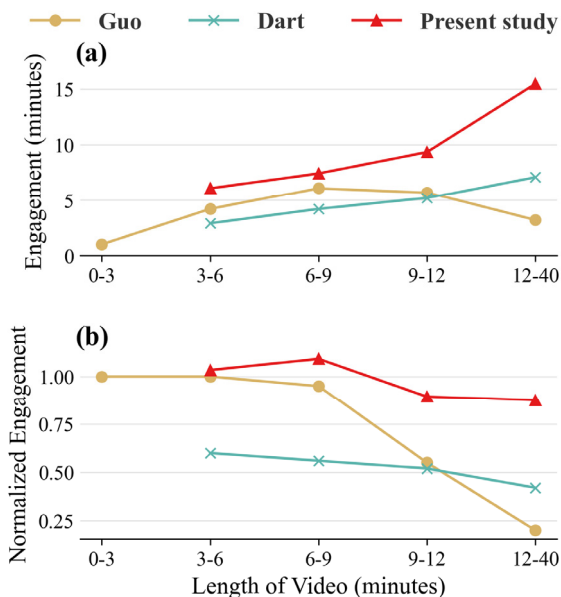 Guo Dart Present study
(a)
Engagement (minutes)
15
10
5
0
0-3 3-6 6-9 9-12 12-40
(b)
Normalized Engagement
1.00
0.75
0.50
0.25
0-3 3-6 6-9 9-12 12-40
Length of Video (minutes)